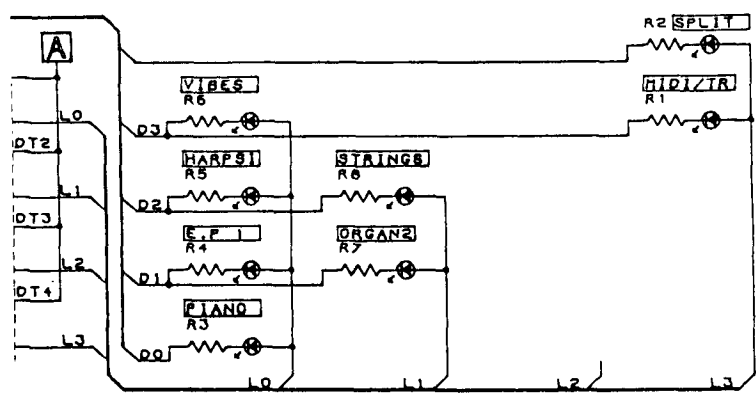 R2 SPLIT
A
VIBES
R6
MIDI/TR
R1
L0
D3
DT2
HARPSI
R5
STRINGS
R8
L1
D2
DT3
E.P.1
R4
ORGAN2
R7
L2
D1
DT4
PIANO
R3
L3
D0
L0
L1
L2
L3